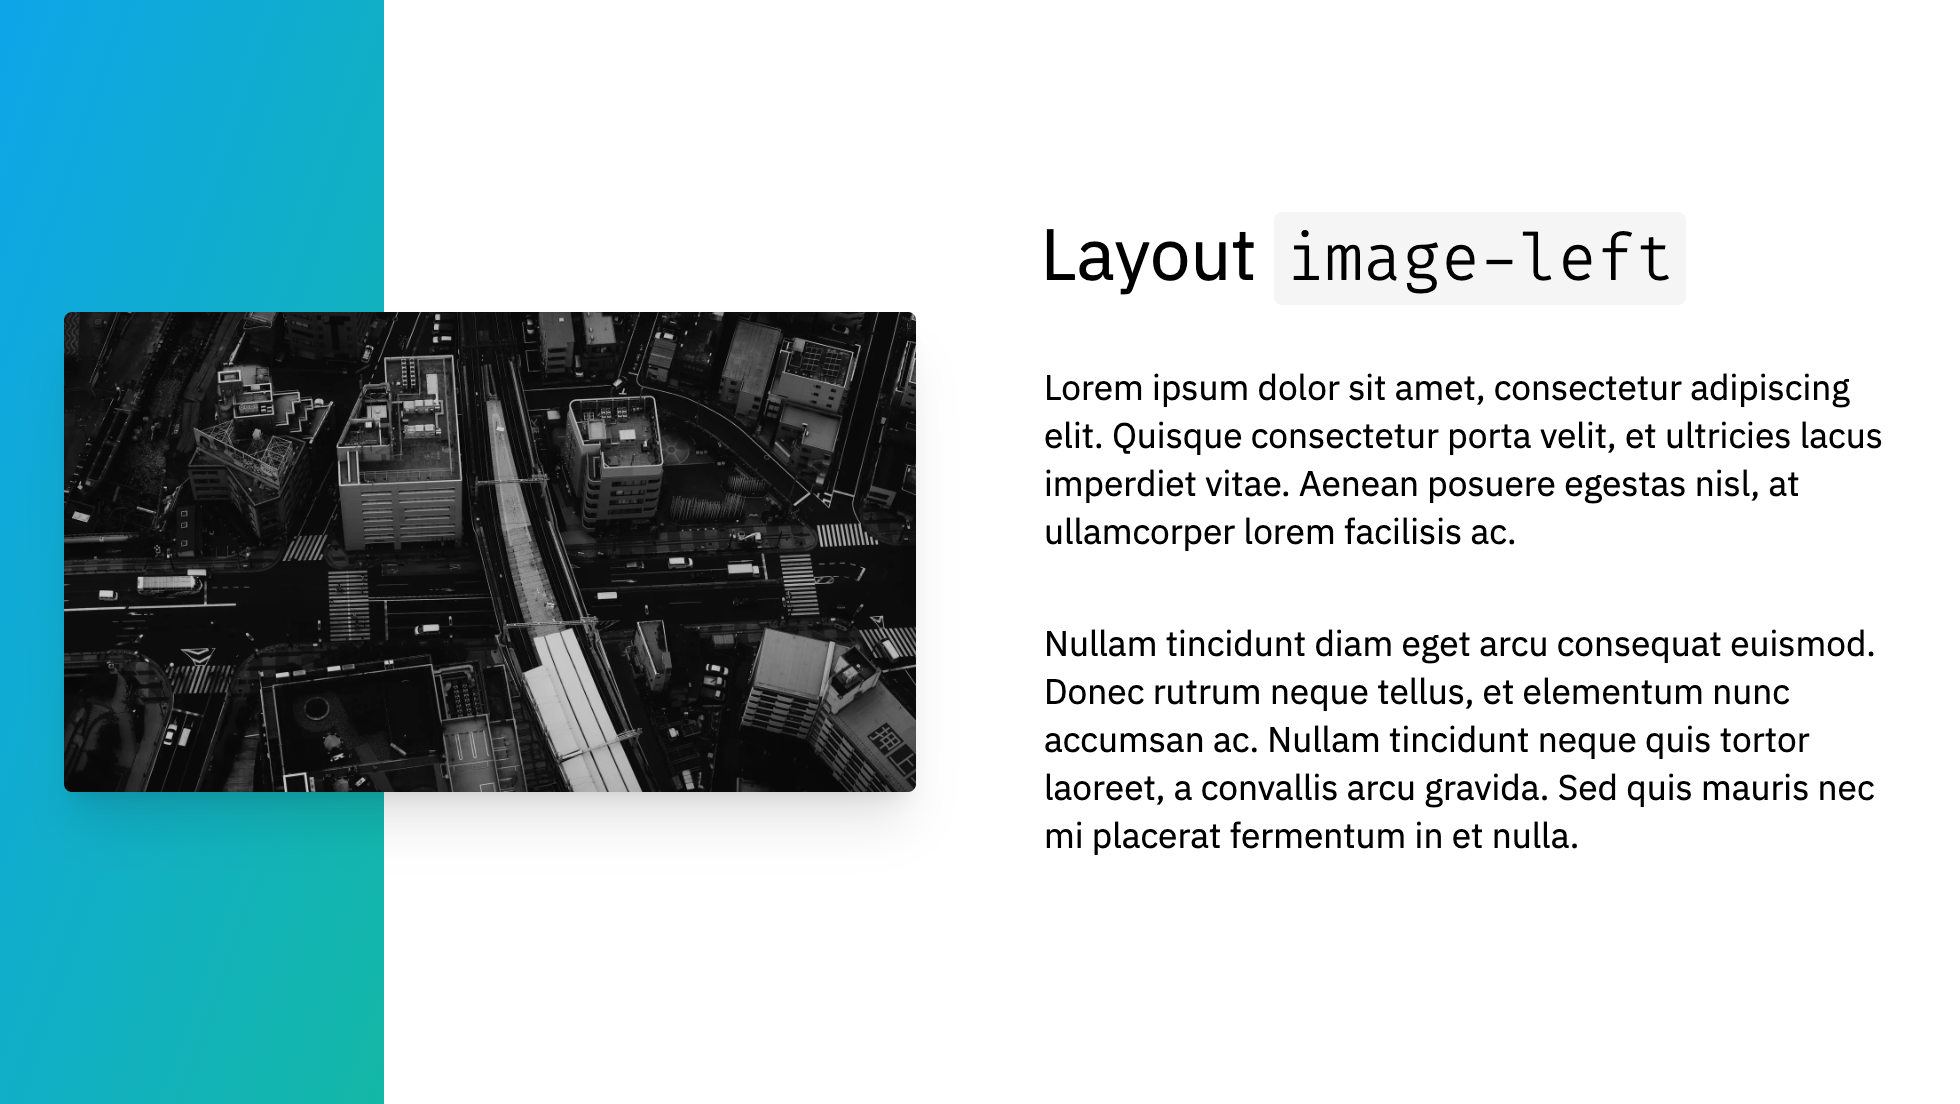 Layout image-left
Lorem ipsum dolor sit amet, consectetur adipiscing
elit. Quisque consectetur porta velit, et ultricies lacus
imperdiet vitae. Aenean posuere egestas nisl, at
ullamcorper lorem facilisis ac.
Nullam tincidunt diam eget arcu consequat euismod.
Donec rutrum neque tellus, et elementum nunc
accumsan ac. Nullam tincidunt neque quis tortor
laoreet, a convallis arcu gravida. Sed quis mauris nec
mi placerat fermentum in et nulla.